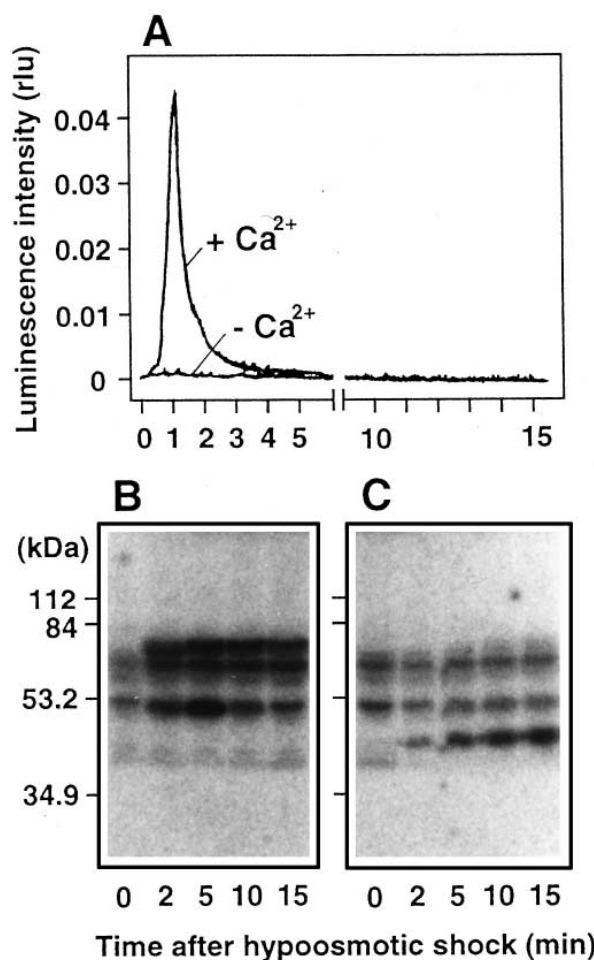 A
Luminescence intensity (rlu)
0.04
0.03
0.02
0.01
0
+ Ca²⁺
- Ca²⁺
0 1 2 3 4 5 10 15
B
C
(kDa)
112
84
53.2
34.9
0 2 5 10 15
0 2 5 10 15
Time after hypoosmotic shock (min)